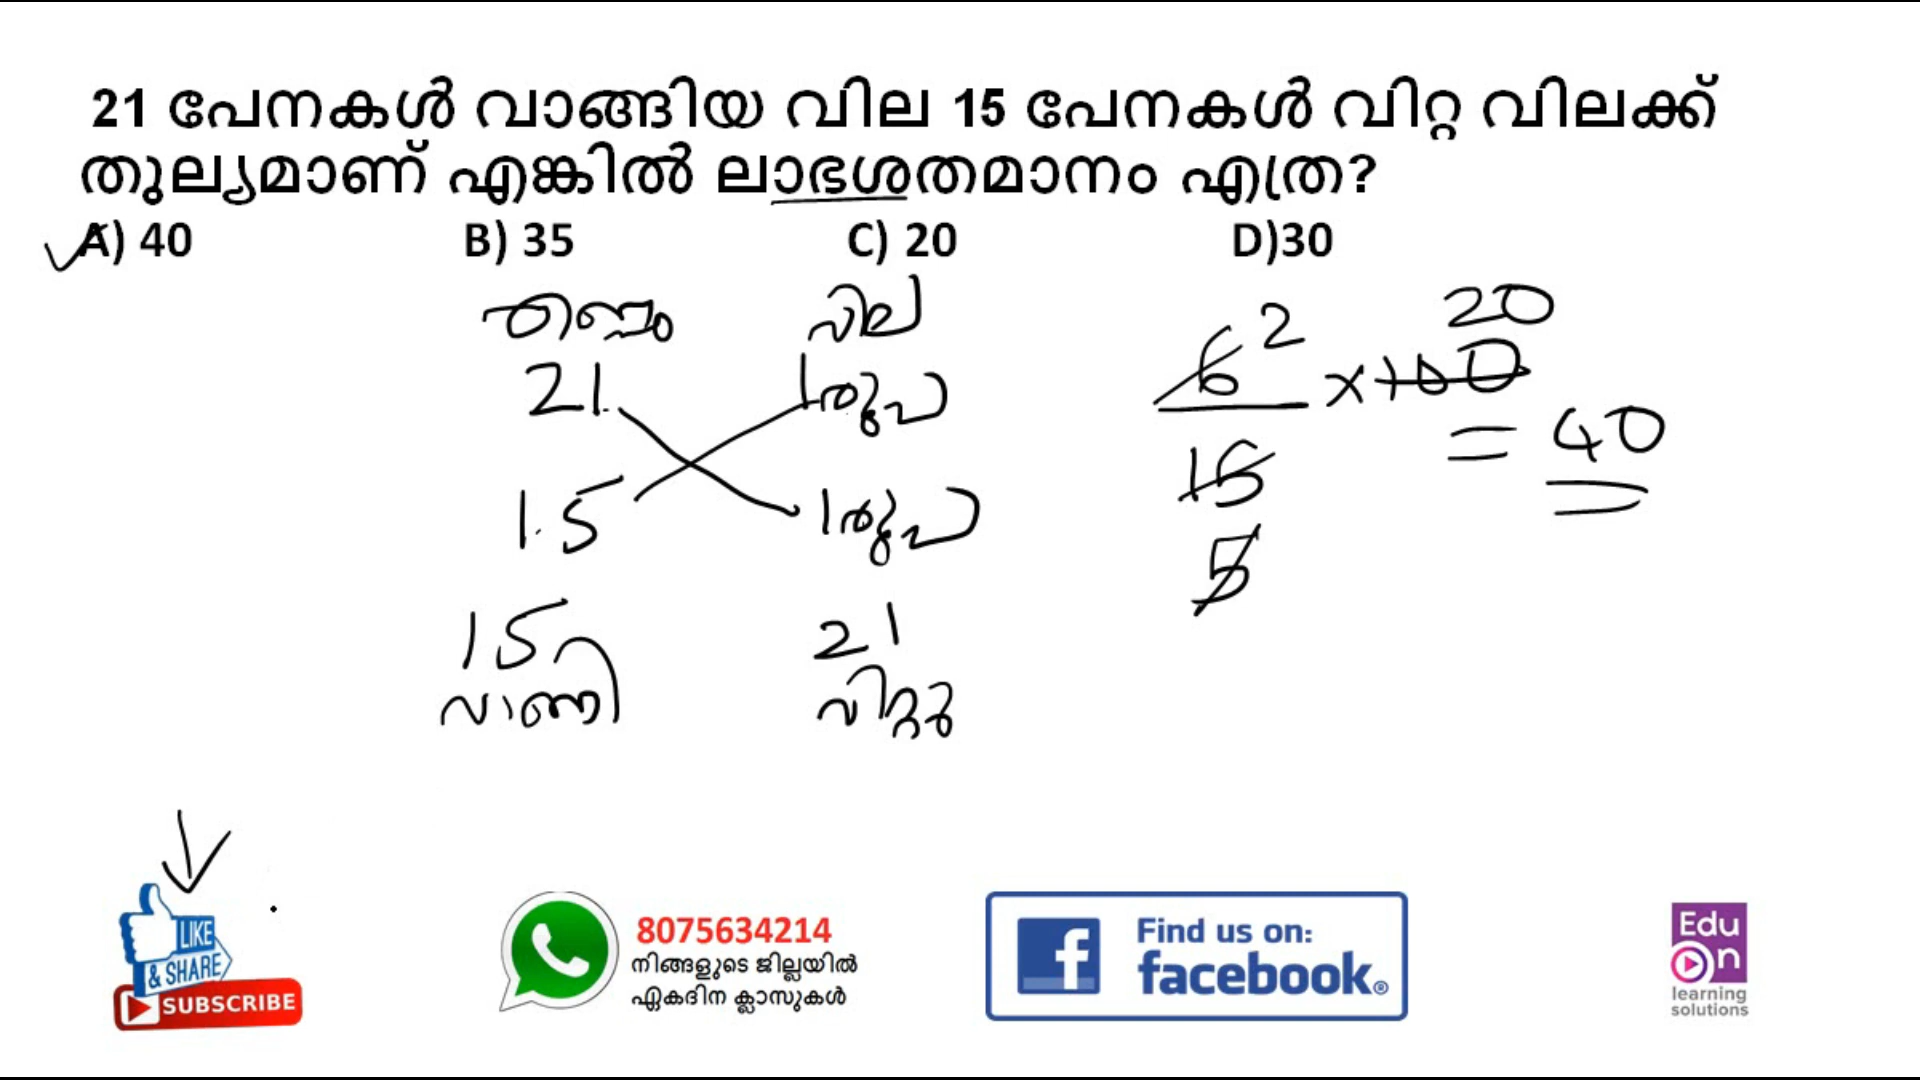 21 പേനകൾ വാങ്ങിയ വില 15 പേനകൾ വിറ്റ വിലക്ക്
തുല്യമാണ് എങ്കിൽ ലാഭശതമാനം എത്ര?
A) 40 B) 35 C) 20 D)30
എണ്ണം വില
21 1രൂപ
15 1രൂപ
15 21
വാങ്ങി വിറ്റു
2 20
6 × 100
15
= 40
5
LIKE
& SHARE
SUBSCRIBE
8075634214
നിങ്ങളുടെ ജില്ലയിൽ
ഏകദിന ക്ലാസുകൾ
Find us on:
facebook®
Edu
On
learning
solutions